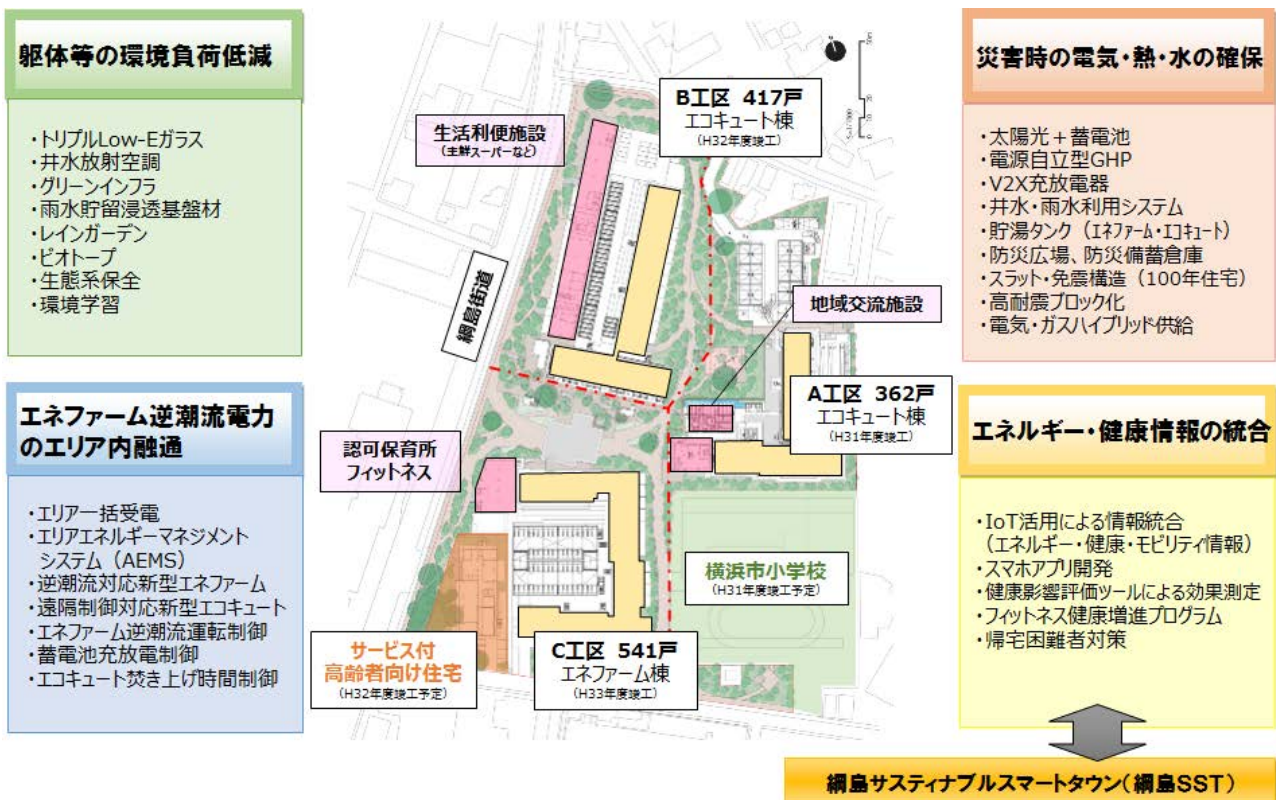 躯体等の環境負荷低減
・トリプルLow-Eガラス
・井水放射空調
・グリーンインフラ
・雨水貯留浸透基盤材
・レインガーデン
・ビオトープ
・生態系保全
・環境学習
エネファーム逆潮流電力
のエリア内融通
・エリア一括受電
・エリアエネルギーマネジメント
システム（AEMS）
・逆潮流対応新型エネファーム
・遠隔制御対応新型エコキュート
・エネファーム逆潮流運転制御
・蓄電池充放電制御
・エコキュート焚き上げ時間制御
生活利便施設
（主鮮スーパーなど）
B工区 417戸
エコキュート棟
（H32年度竣工）
綱島街道
地域交流施設
A工区 362戸
エコキュート棟
（H31年度竣工）
認可保育所
フィットネス
横浜市小学校
（H31年度竣工予定）
サービス付
高齢者向け住宅
（H32年度竣工予定）
C工区 541戸
エネファーム棟
（H33年度竣工）
災害時の電気・熱・水の確保
・太陽光＋蓄電池
・電源自立型GHP
・V2X充放電器
・井水・雨水利用システム
・貯湯タンク（エネファーム・エコキュート）
・防災広場、防災備蓄倉庫
・スラット・免震構造（100年住宅）
・高耐震ブロック化
・電気・ガスハイブリッド供給
エネルギー・健康情報の統合
・IoT活用による情報統合
（エネルギー・健康・モビリティ情報）
・スマホアプリ開発
・健康影響評価ツールによる効果測定
・フィットネス健康増進プログラム
・帰宅困難者対策
綱島サスティナブルスマートタウン（綱島SST）